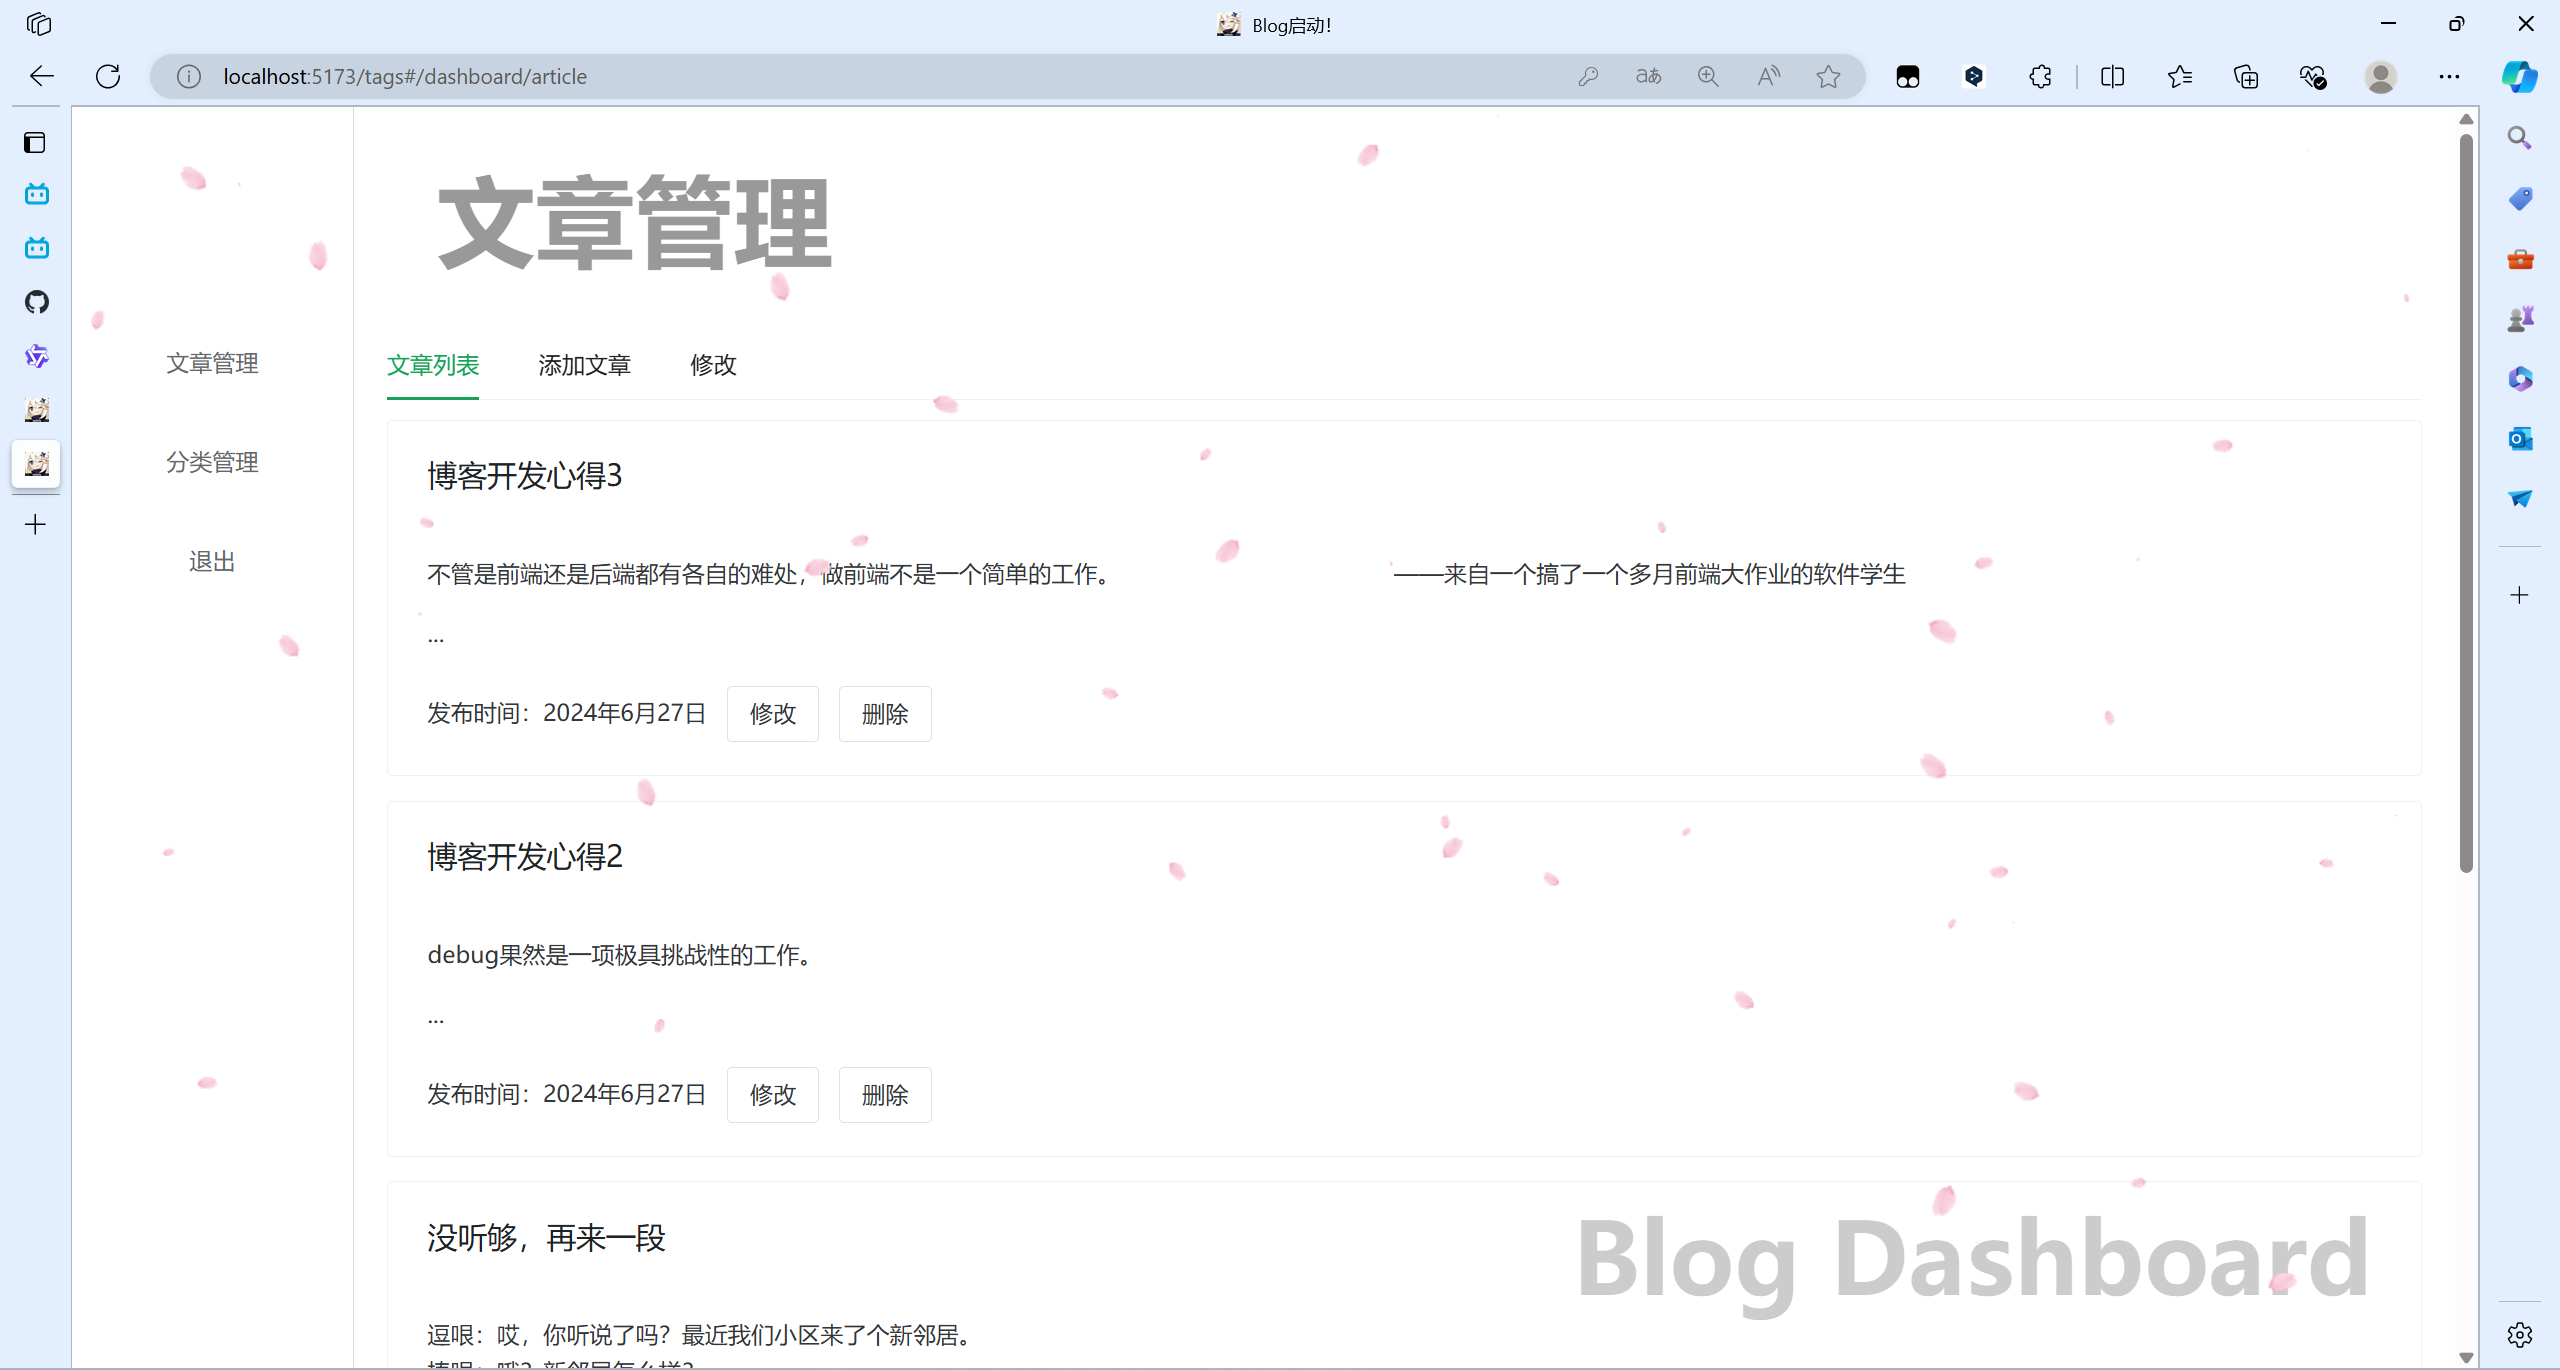 Blog启动!
localhost:5173/tags#/dashboard/article
文章管理
文章管理
分类管理
退出
文章列表 添加文章 修改
博客开发心得3
不管是前端还是后端都有各自的难处，做前端不是一个简单的工作。 ——来自一个搞了一个多月前端大作业的软件学生
...
发布时间：2024年6月27日 修改 删除
博客开发心得2
debug果然是一项极具挑战性的工作。
...
发布时间：2024年6月27日 修改 删除
没听够，再来一段
Blog Dashboard
逗哏：哎，你听说了吗？最近我们小区来了个新邻居。